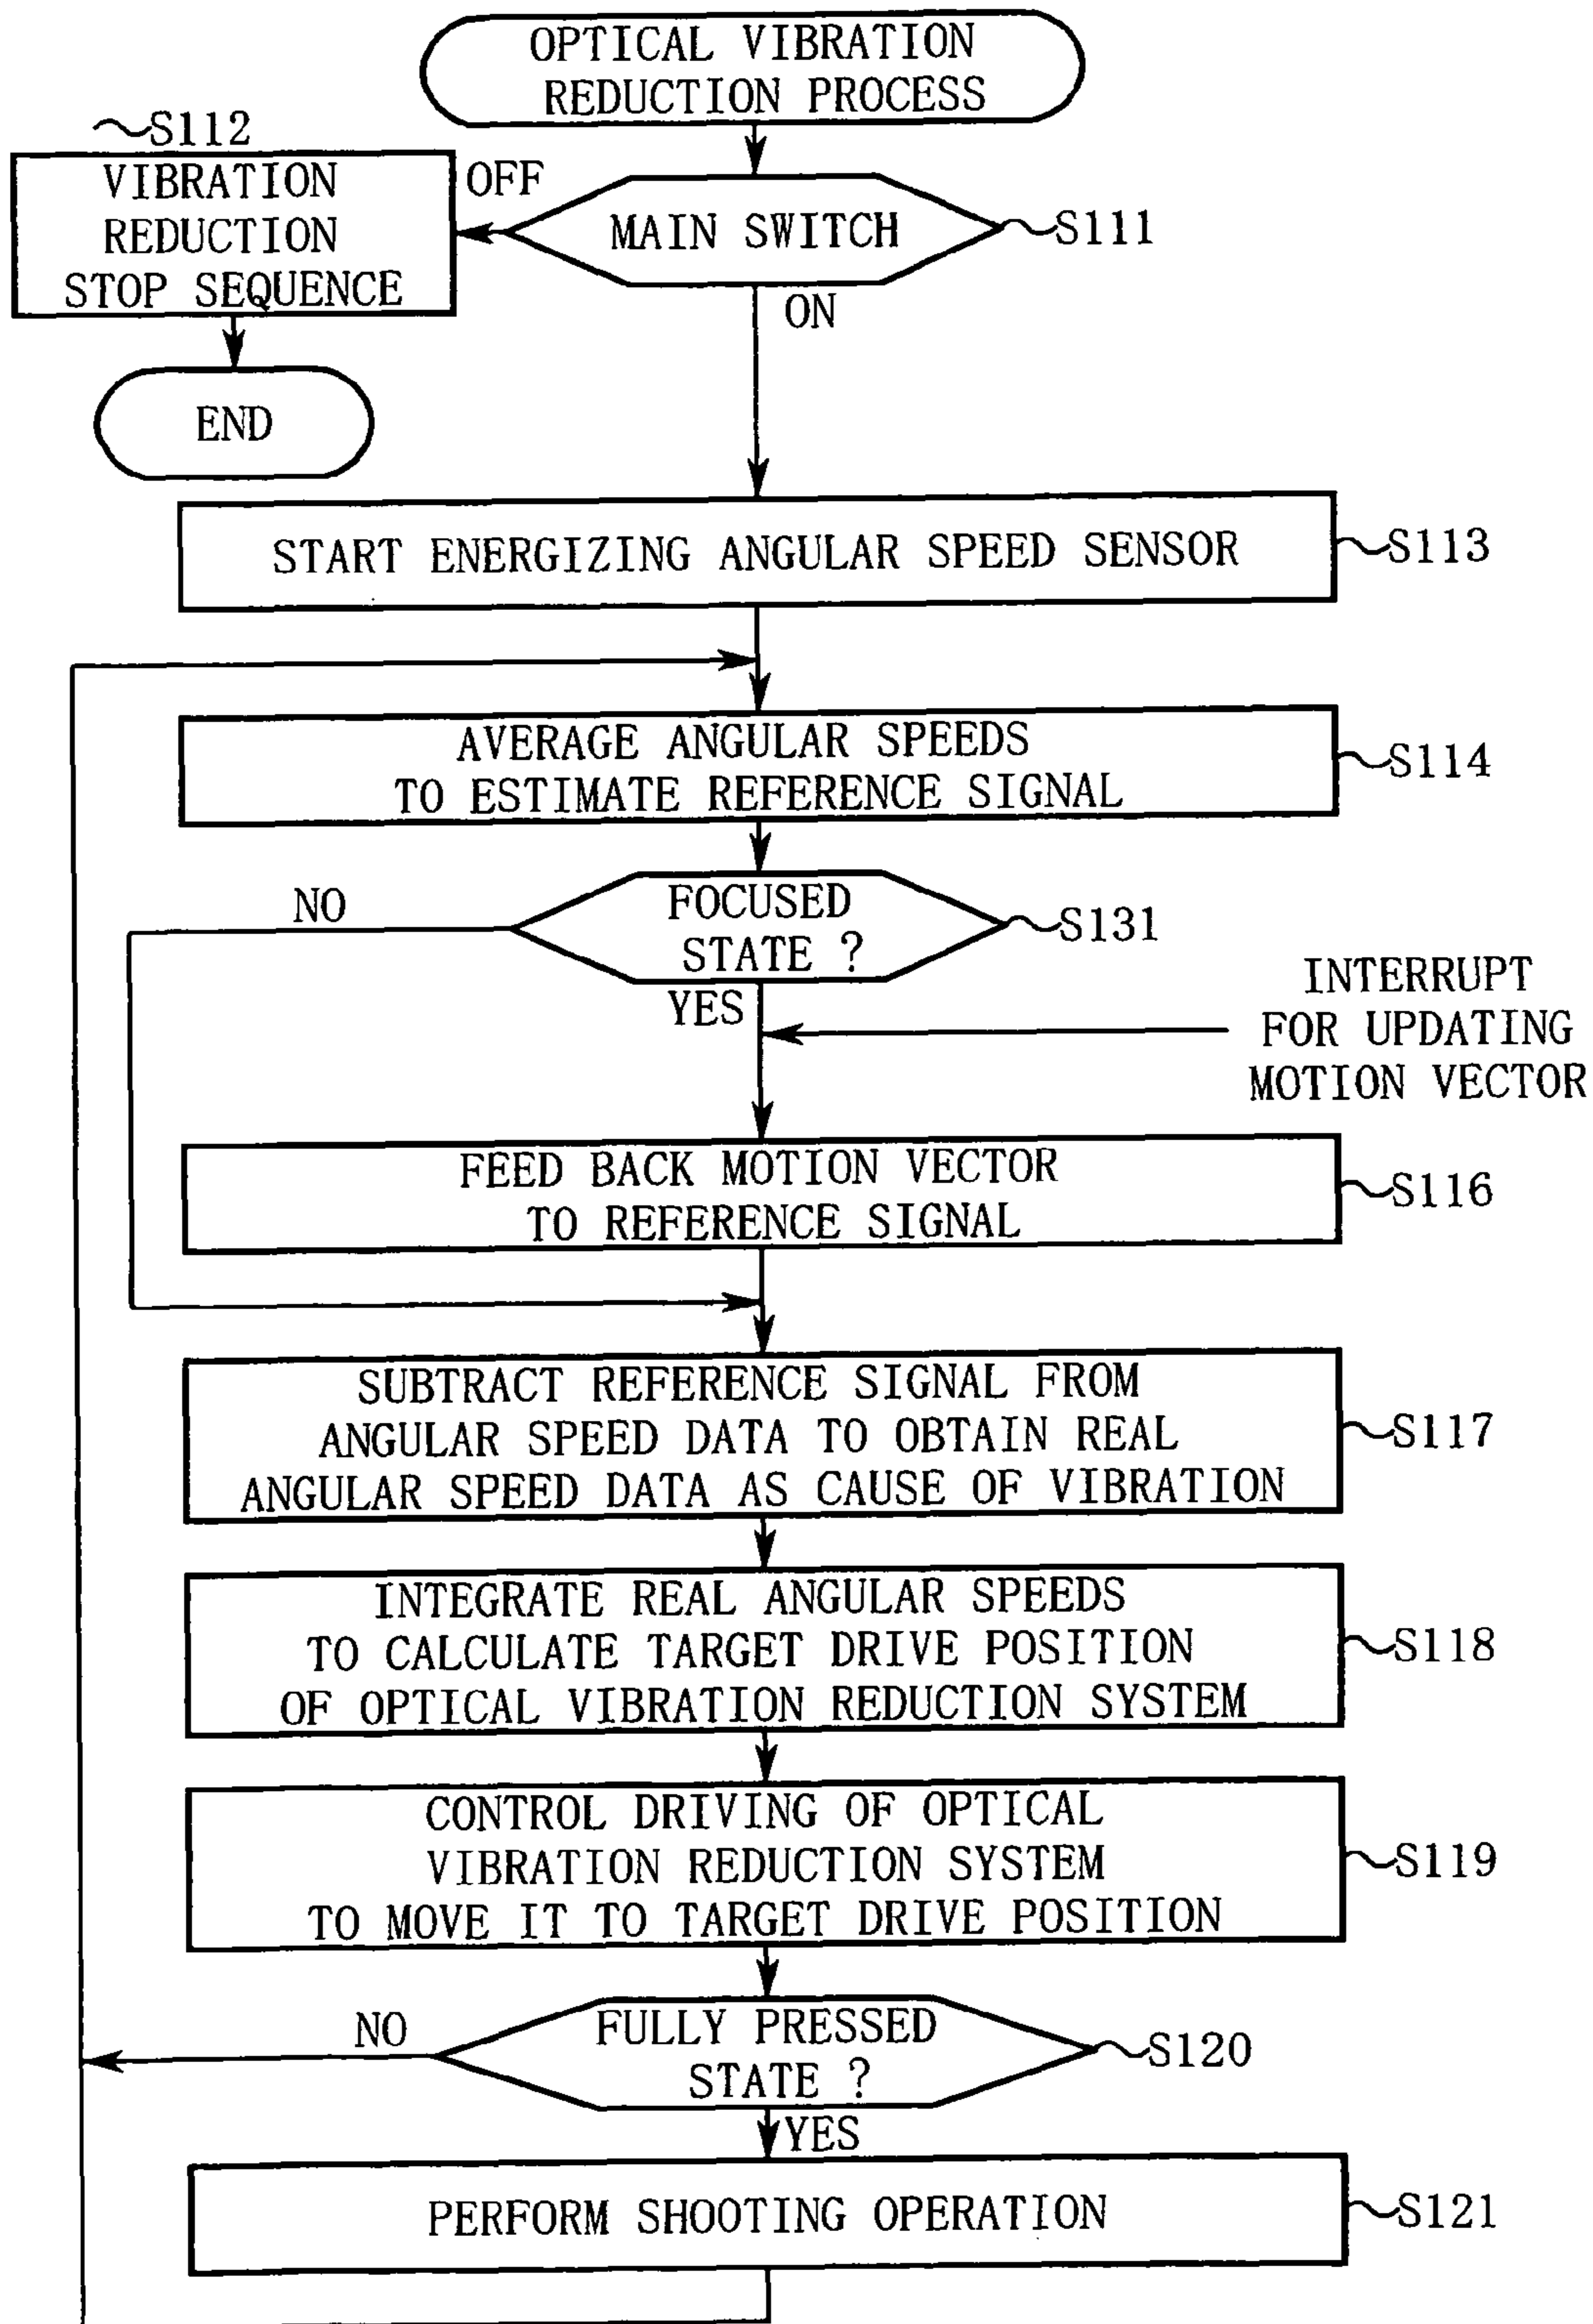 OPTICAL VIBRATION
REDUCTION PROCESS
S112
VIBRATION
REDUCTION
STOP SEQUENCE
OFF
MAIN SWITCH
S111
ON
END
START ENERGIZING ANGULAR SPEED SENSOR
S113
AVERAGE ANGULAR SPEEDS
TO ESTIMATE REFERENCE SIGNAL
S114
NO
FOCUSED
STATE ?
S131
YES
INTERRUPT
FOR UPDATING
MOTION VECTOR
FEED BACK MOTION VECTOR
TO REFERENCE SIGNAL
S116
SUBTRACT REFERENCE SIGNAL FROM
ANGULAR SPEED DATA TO OBTAIN REAL
ANGULAR SPEED DATA AS CAUSE OF VIBRATION
S117
INTEGRATE REAL ANGULAR SPEEDS
TO CALCULATE TARGET DRIVE POSITION
OF OPTICAL VIBRATION REDUCTION SYSTEM
S118
CONTROL DRIVING OF OPTICAL
VIBRATION REDUCTION SYSTEM
TO MOVE IT TO TARGET DRIVE POSITION
S119
NO
FULLY PRESSED
STATE ?
S120
YES
PERFORM SHOOTING OPERATION
S121